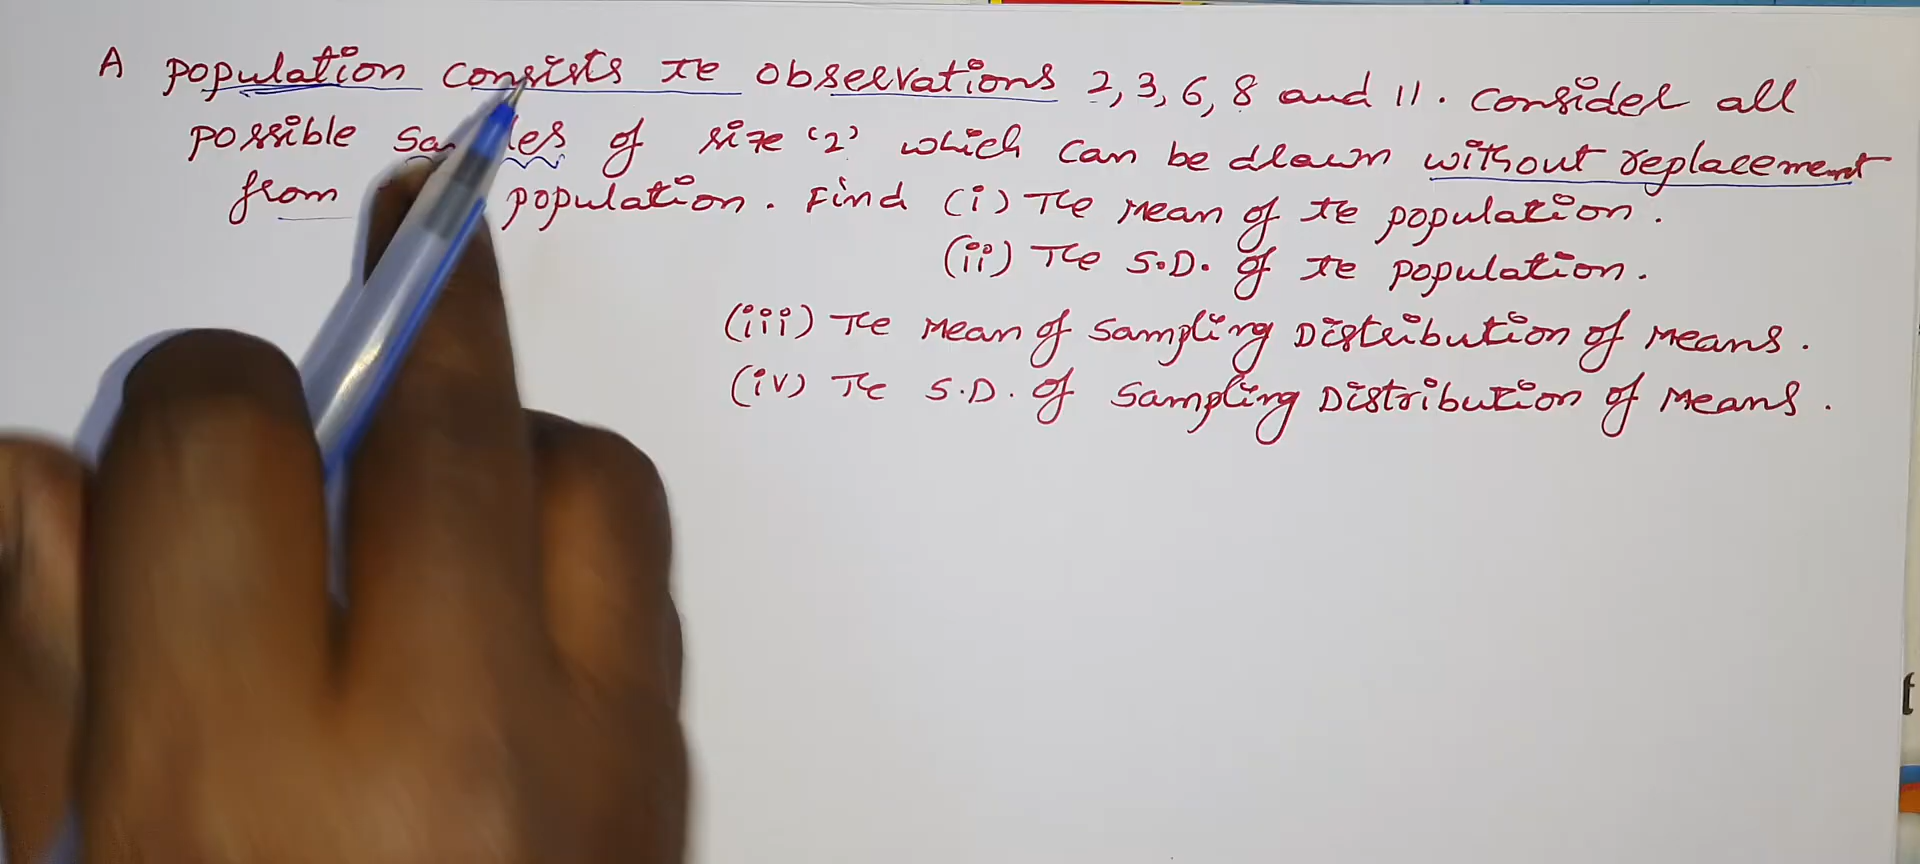 A population consists the observations 2, 3, 6, 8 and 11. consider all
possible of size '2' which can be drawn without replacement
from population. Find (i) The Mean of the population.
(ii) The S.D. of the population.
(iii) The Mean of Sampling Distribution of Means.
(iv) The S.D. of Sampling Distribution of Means.
t